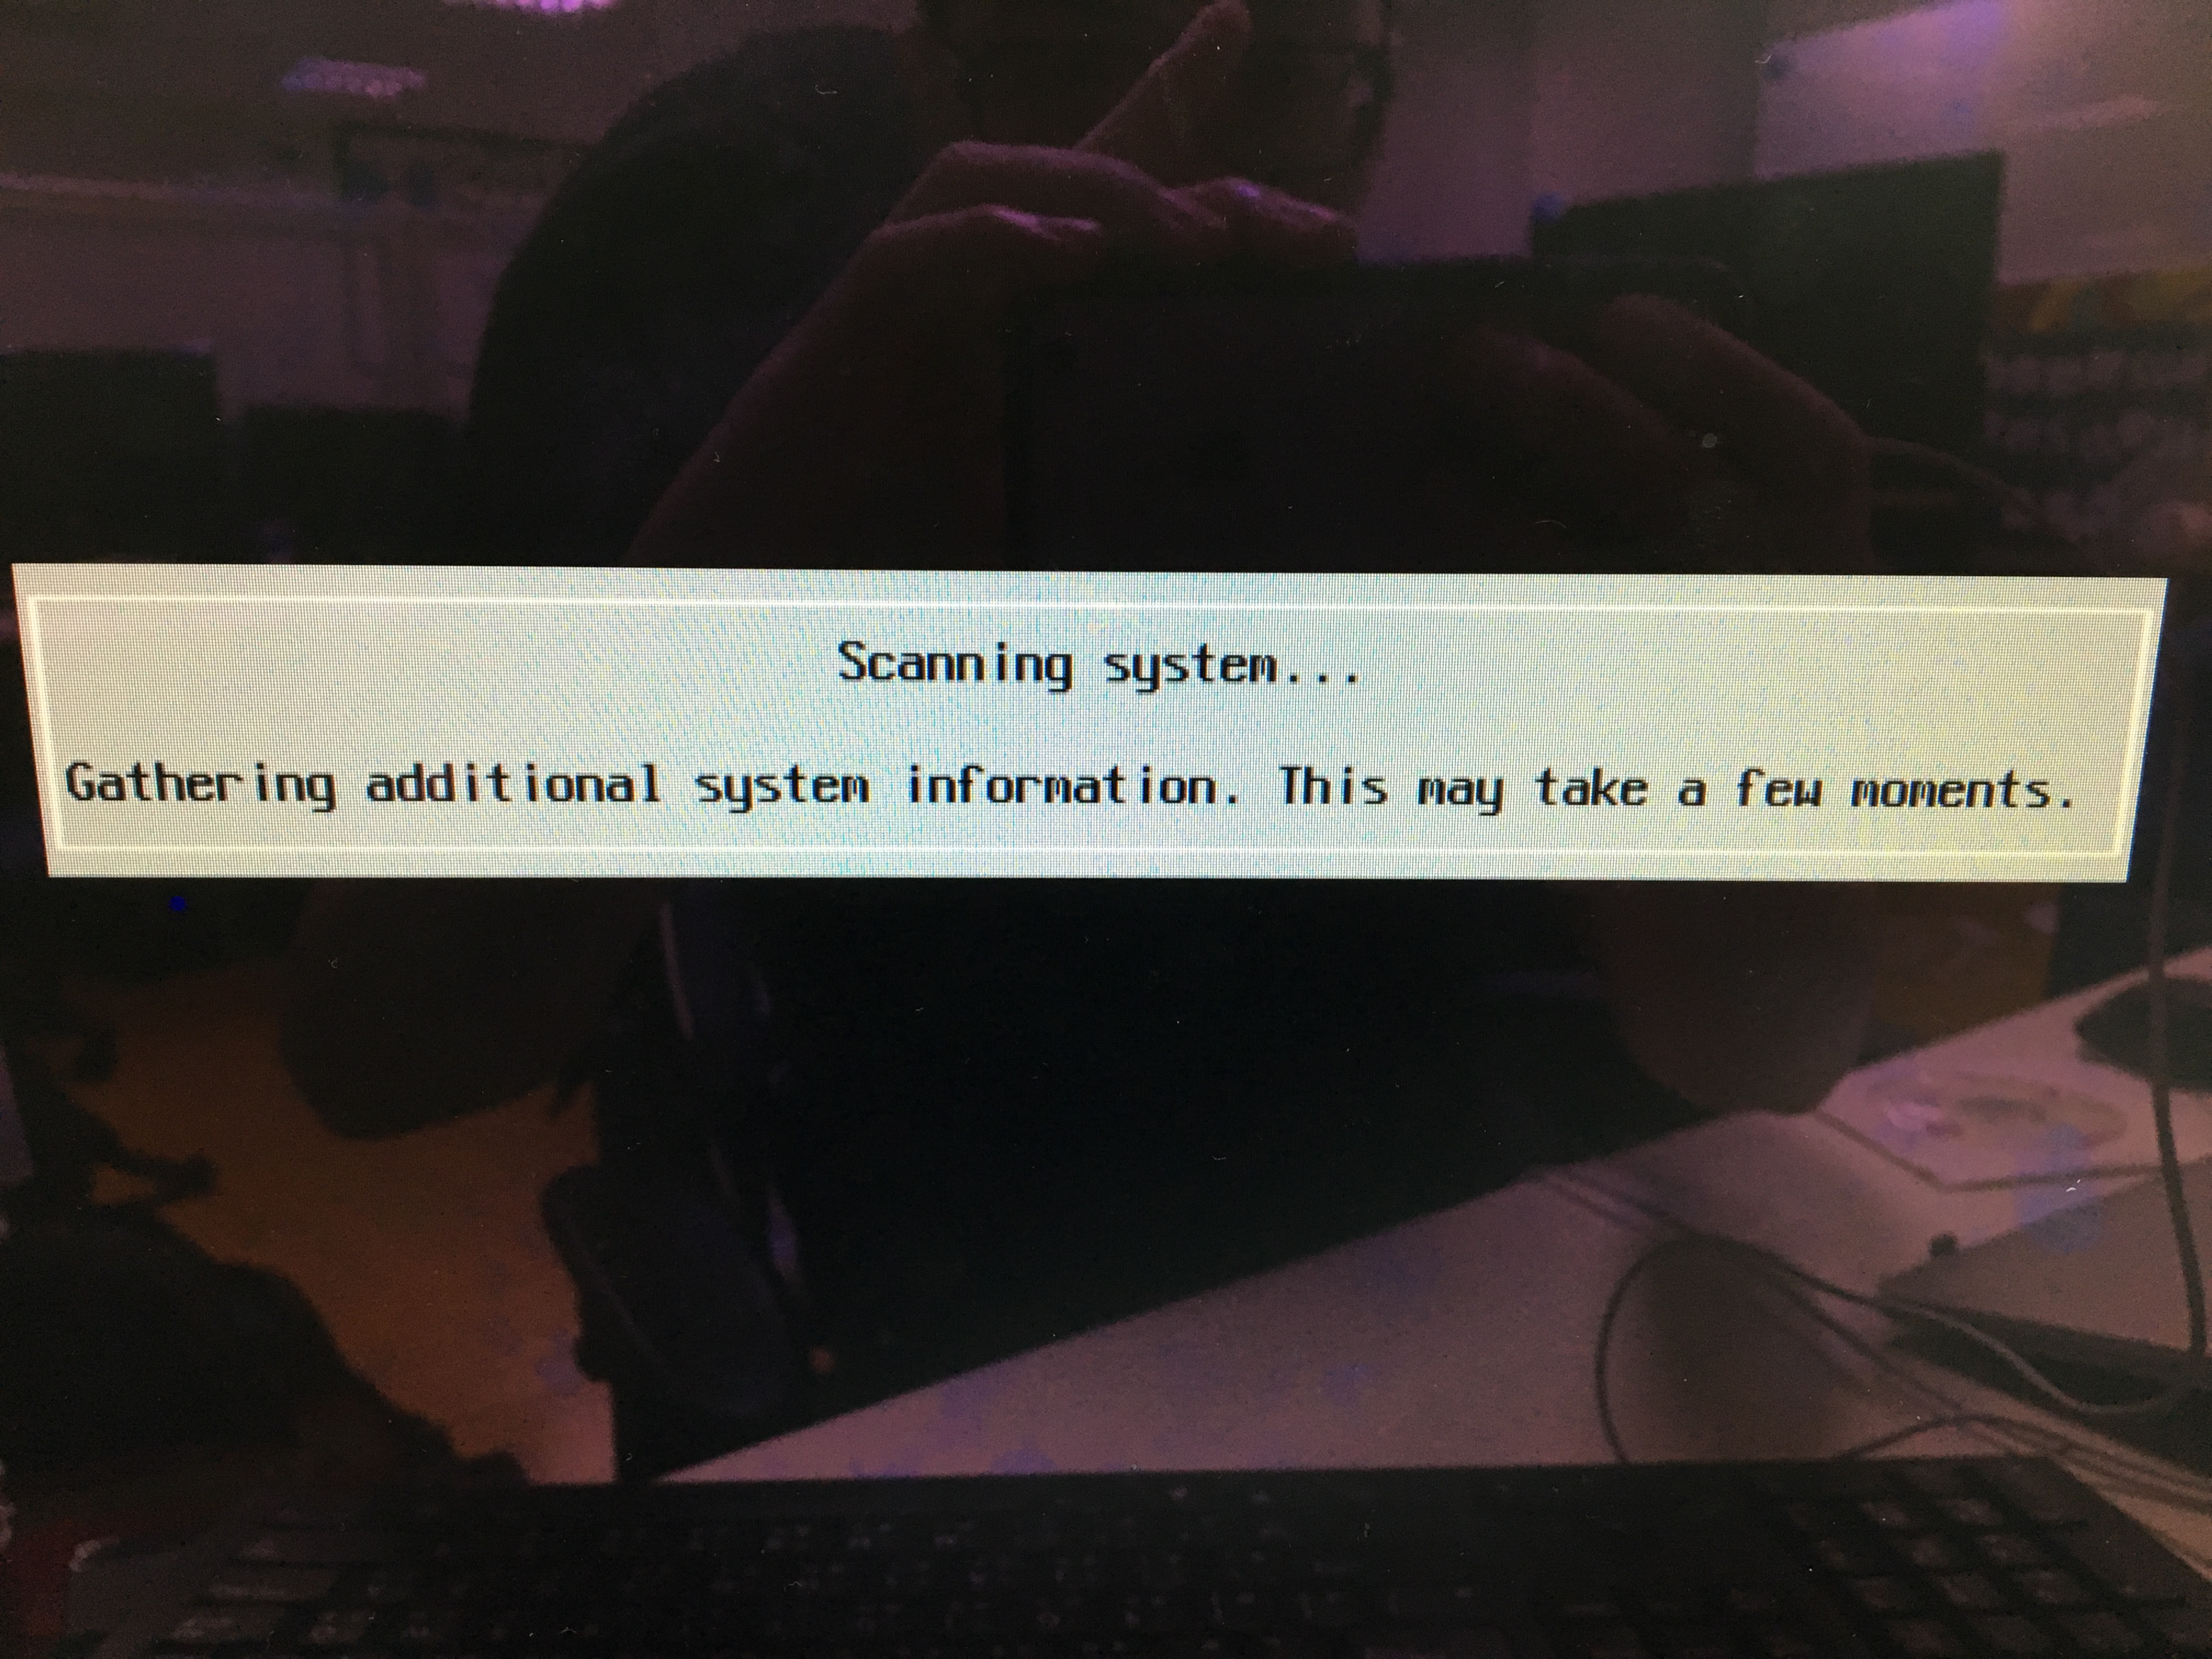 Scanning system...
Gathering additional system information. This may take a few moments.